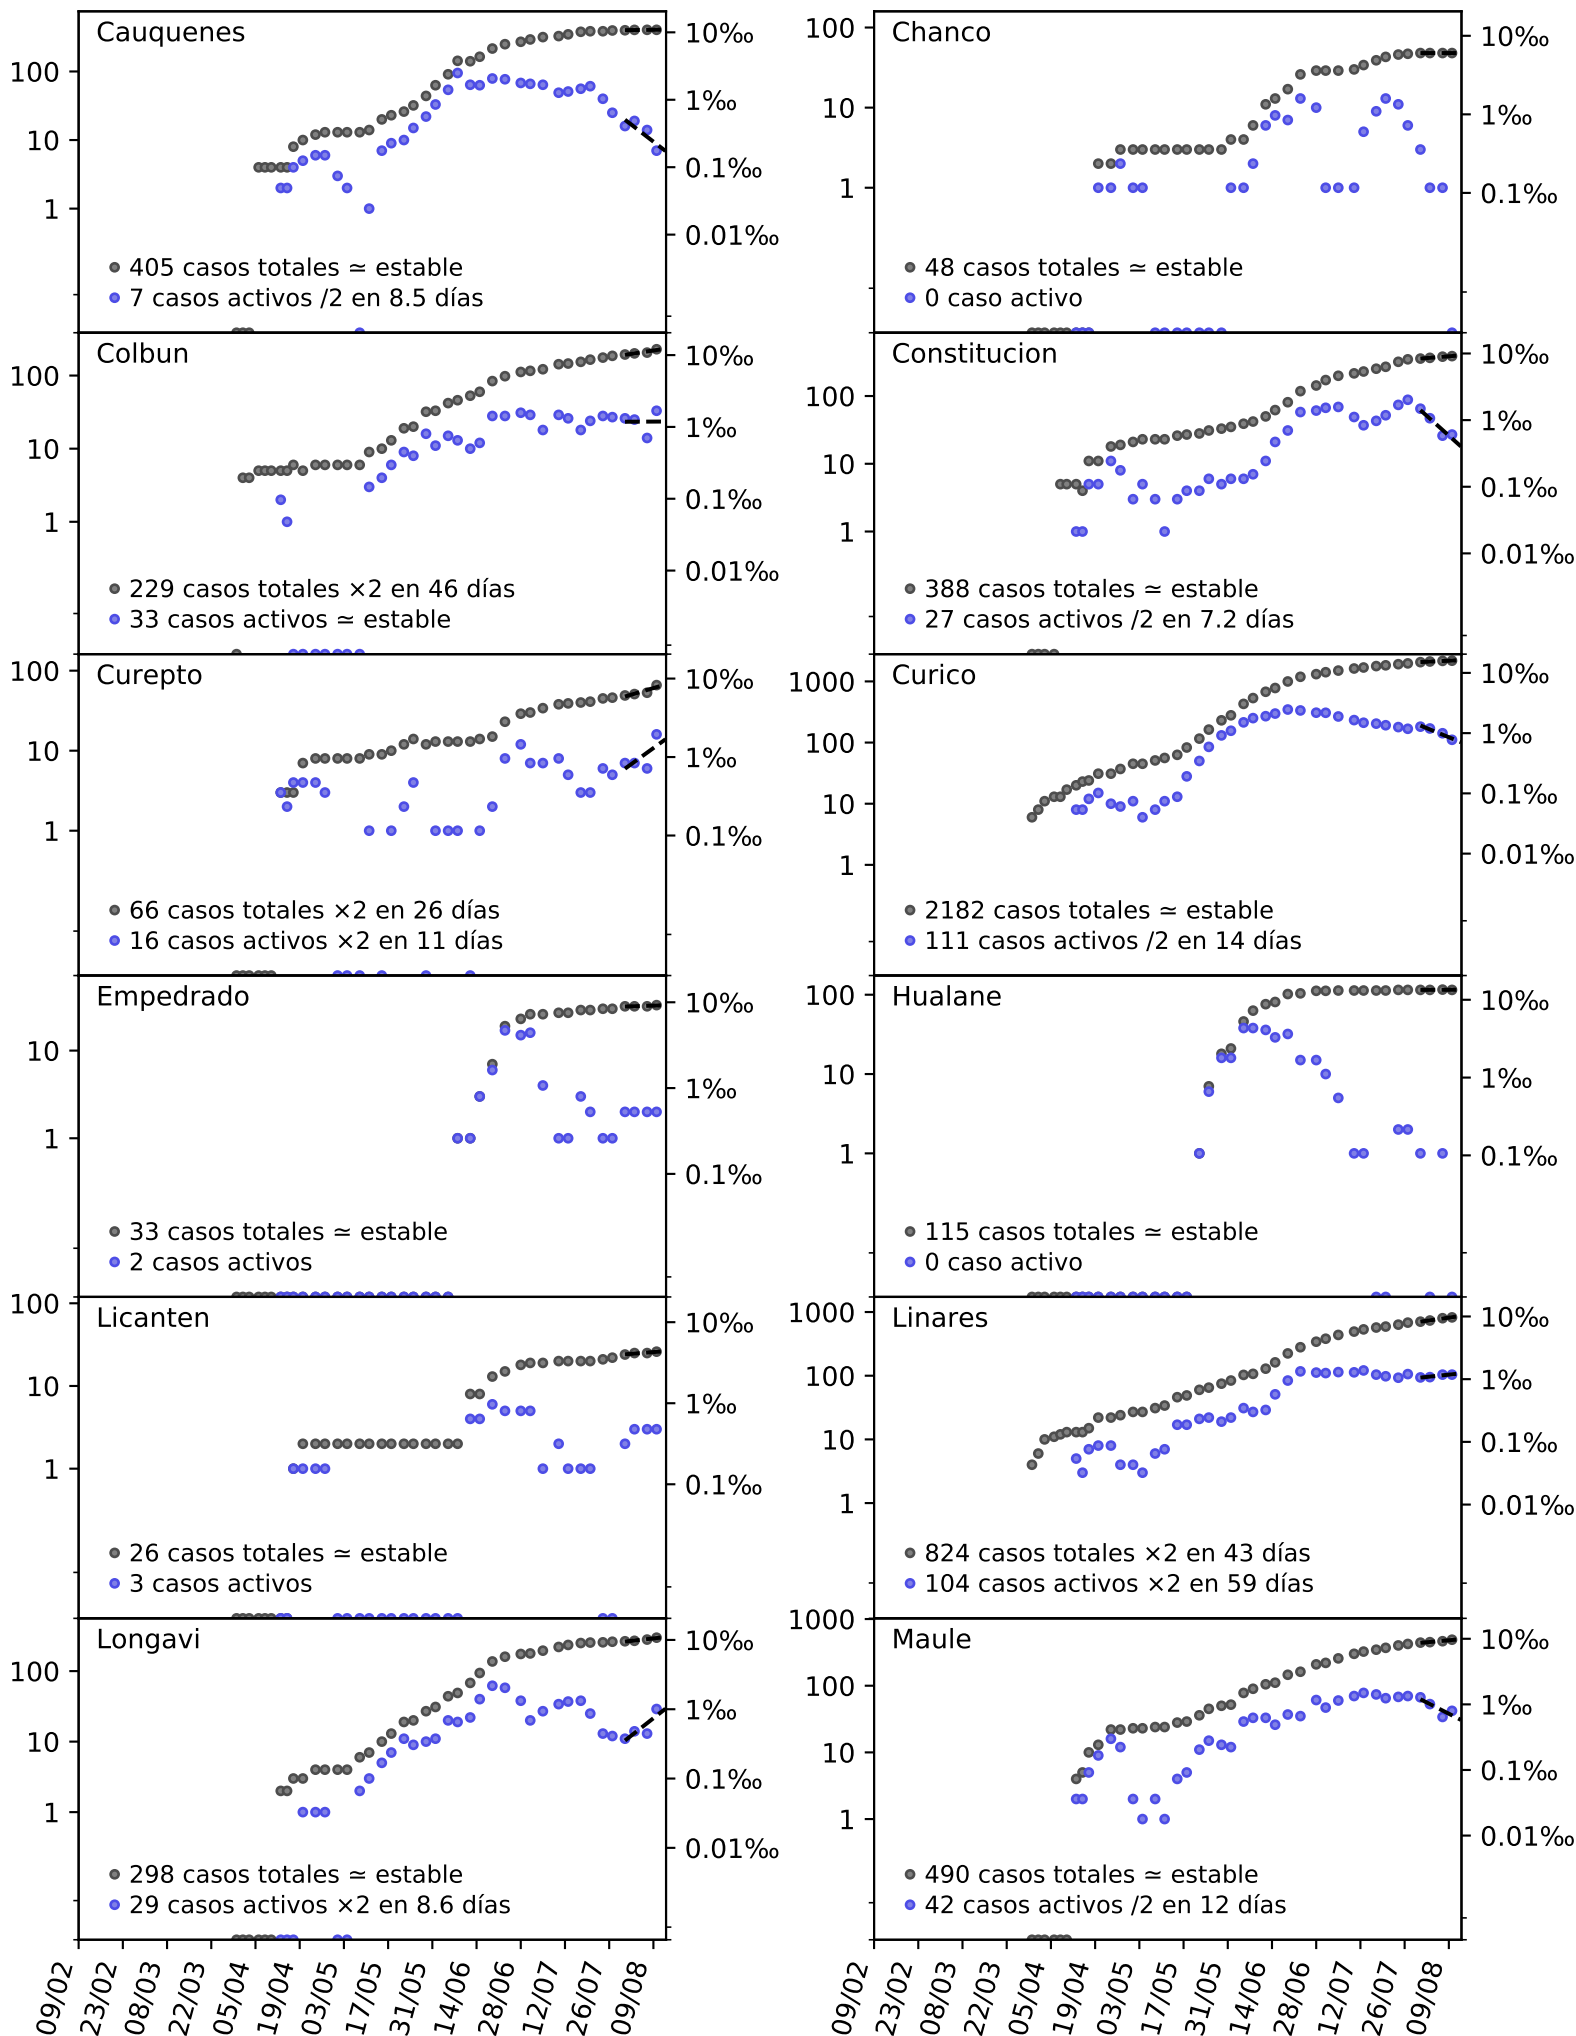 Cauquenes
100
10
1
10‰
1‰
0.1‰
0.01‰
405 casos totales ≃ estable
7 casos activos /2 en 8.5 días
Chanco
100
10
1
10‰
1‰
0.1‰
48 casos totales ≃ estable
0 caso activo
Colbun
100
10
1
10‰
1‰
0.1‰
0.01‰
229 casos totales ×2 en 46 días
33 casos activos ≃ estable
Constitucion
100
10
1
10‰
1‰
0.1‰
0.01‰
388 casos totales ≃ estable
27 casos activos /2 en 7.2 días
Curepto
100
10
1
10‰
1‰
0.1‰
66 casos totales ×2 en 26 días
16 casos activos ×2 en 11 días
Curico
1000
100
10
1
10‰
1‰
0.1‰
0.01‰
2182 casos totales ≃ estable
111 casos activos /2 en 14 días
Empedrado
10
1
10‰
1‰
0.1‰
33 casos totales ≃ estable
2 casos activos
Hualane
100
10
1
10‰
1‰
0.1‰
115 casos totales ≃ estable
0 caso activo
Licanten
100
10
1
10‰
1‰
0.1‰
26 casos totales ≃ estable
3 casos activos
Linares
1000
100
10
1
10‰
1‰
0.1‰
0.01‰
824 casos totales ×2 en 43 días
104 casos activos ×2 en 59 días
Longavi
100
10
1
10‰
1‰
0.1‰
0.01‰
298 casos totales ≃ estable
29 casos activos ×2 en 8.6 días
Maule
1000
100
10
1
10‰
1‰
0.1‰
0.01‰
490 casos totales ≃ estable
42 casos activos /2 en 12 días
09/02 23/02 08/03 22/03 05/04 19/04 03/05 17/05 31/05 14/06 28/06 12/07 26/07 09/08
09/02 23/02 08/03 22/03 05/04 19/04 03/05 17/05 31/05 14/06 28/06 12/07 26/07 09/08